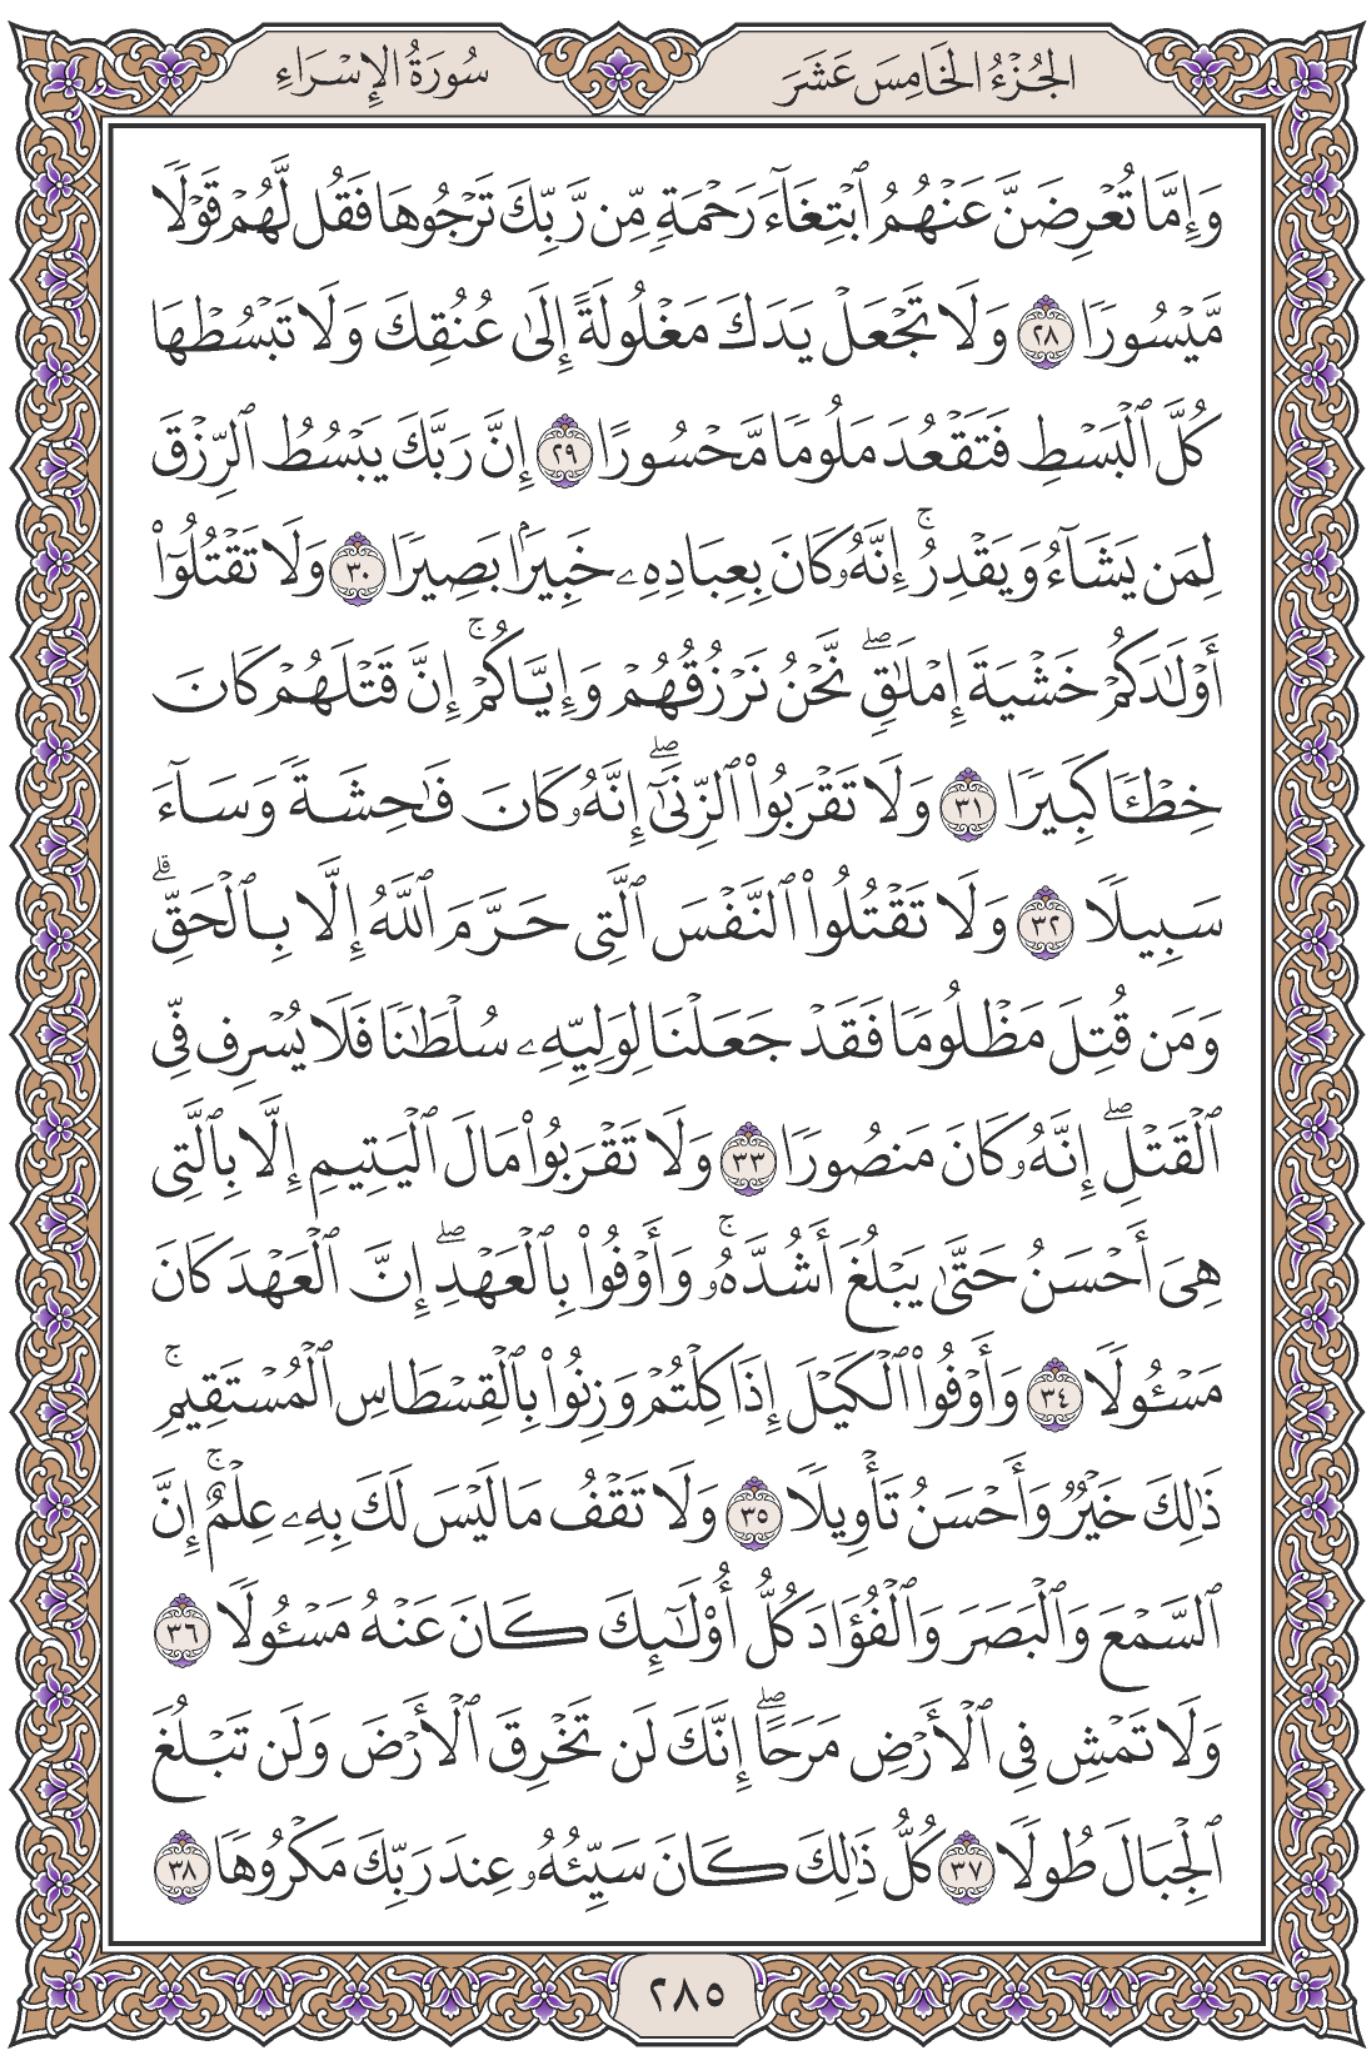 الجُزْءُ الخَامِسَ عَشَرَ
سُورَةُ الإِسْرَاءِ
وَإِمَّا تُعْرِضَنَّ عَنْهُمُ ٱبْتِغَآءَ رَحْمَةٍ مِّن رَّبِّكَ تَرْجُوهَا فَقُل لَّهُمْ قَوْلًا
مَّيْسُورًا ٢٨ وَلَا تَجْعَلْ يَدَكَ مَغْلُولَةً إِلَىٰ عُنُقِكَ وَلَا تَبْسُطْهَا
كُلَّ ٱلْبَسْطِ فَتَقْعُدَ مَلُومًا مَّحْسُورًا ٢٩ إِنَّ رَبَّكَ يَبْسُطُ ٱلرِّزْقَ
لِمَن يَشَآءُ وَيَقْدِرُ ۚ إِنَّهُۥ كَانَ بِعِبَادِهِۦ خَبِيرًۢا بَصِيرًا ٣٠ وَلَا تَقْتُلُوٓا۟
أَوْلَـٰدَكُمْ خَشْيَةَ إِمْلَـٰقٍ ۖ نَّحْنُ نَرْزُقُهُمْ وَإِيَّاكُمْ ۚ إِنَّ قَتْلَهُمْ كَانَ
خِطْـًٔا كَبِيرًا ٣١ وَلَا تَقْرَبُوا۟ ٱلزِّنَىٰٓ ۖ إِنَّهُۥ كَانَ فَـٰحِشَةً وَسَآءَ
سَبِيلًا ٣٢ وَلَا تَقْتُلُوا۟ ٱلنَّفْسَ ٱلَّتِى حَرَّمَ ٱللَّهُ إِلَّا بِٱلْحَقِّ ۗ
وَمَن قُتِلَ مَظْلُومًا فَقَدْ جَعَلْنَا لِوَلِيِّهِۦ سُلْطَـٰنًا فَلَا يُسْرِف فِّى
ٱلْقَتْلِ ۖ إِنَّهُۥ كَانَ مَنصُورًا ٣٣ وَلَا تَقْرَبُوا۟ مَالَ ٱلْيَتِيمِ إِلَّا بِٱلَّتِى
هِىَ أَحْسَنُ حَتَّىٰ يَبْلُغَ أَشُدَّهُۥ ۚ وَأَوْفُوا۟ بِٱلْعَهْدِ ۖ إِنَّ ٱلْعَهْدَ كَانَ
مَسْـُٔولًا ٣٤ وَأَوْفُوا۟ ٱلْكَيْلَ إِذَا كِلْتُمْ وَزِنُوا۟ بِٱلْقِسْطَاسِ ٱلْمُسْتَقِيمِ ۚ
ذَٰلِكَ خَيْرٌ وَأَحْسَنُ تَأْوِيلًا ٣٥ وَلَا تَقْفُ مَا لَيْسَ لَكَ بِهِۦ عِلْمٌ ۚ إِنَّ
ٱلسَّمْعَ وَٱلْبَصَرَ وَٱلْفُؤَادَ كُلُّ أُو۟لَـٰٓئِكَ كَانَ عَنْهُ مَسْـُٔولًا ٣٦
وَلَا تَمْشِ فِى ٱلْأَرْضِ مَرَحًا ۖ إِنَّكَ لَن تَخْرِقَ ٱلْأَرْضَ وَلَن تَبْلُغَ
ٱلْجِبَالَ طُولًا ٣٧ كُلُّ ذَٰلِكَ كَانَ سَيِّئُهُۥ عِندَ رَبِّكَ مَكْرُوهًا ٣٨
٢٨٥